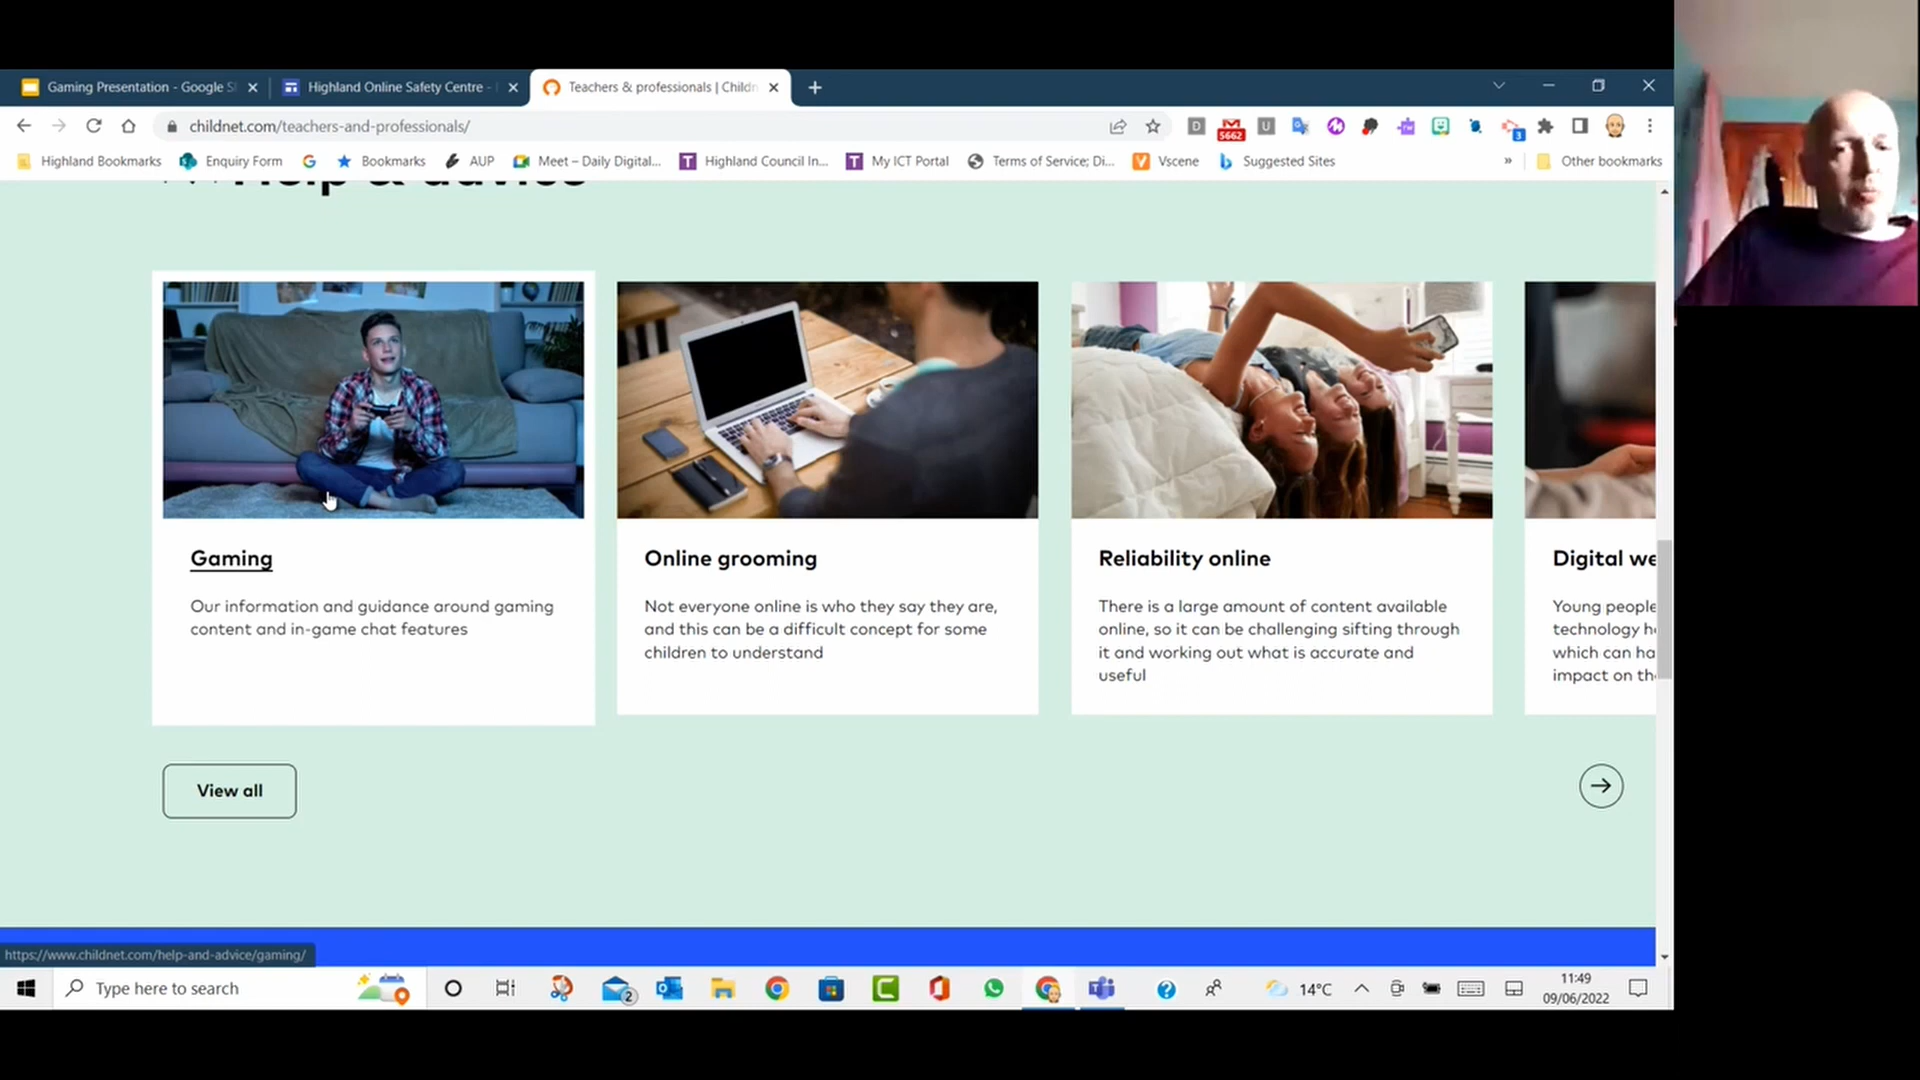 Gaming Presentation - Google Sl
Highland Online Safety Centre -
Teachers & professionals | Childn
childnet.com/teachers-and-professionals/
D
5662
U
3
Highland Bookmarks
Enquiry Form
Bookmarks
AUP
Meet – Daily Digital...
Highland Council In...
My ICT Portal
Terms of Service; Di...
Vscene
Suggested Sites
»
Other bookmarks
Help & advice
Gaming
Our information and guidance around gaming
content and in-game chat features
Online grooming
Not everyone online is who they say they are,
and this can be a difficult concept for some
children to understand
Reliability online
There is a large amount of content available
online, so it can be challenging sifting through
it and working out what is accurate and
useful
Digital we
Young people
technology h
which can ha
impact on th
View all
https://www.childnet.com/help-and-advice/gaming/
Type here to search
2
14°C
11:49
09/06/2022